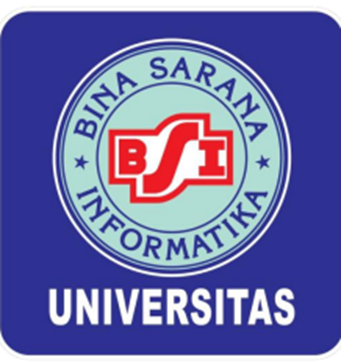 BINA SARANA
BSI
INFORMATIKA
UNIVERSITAS